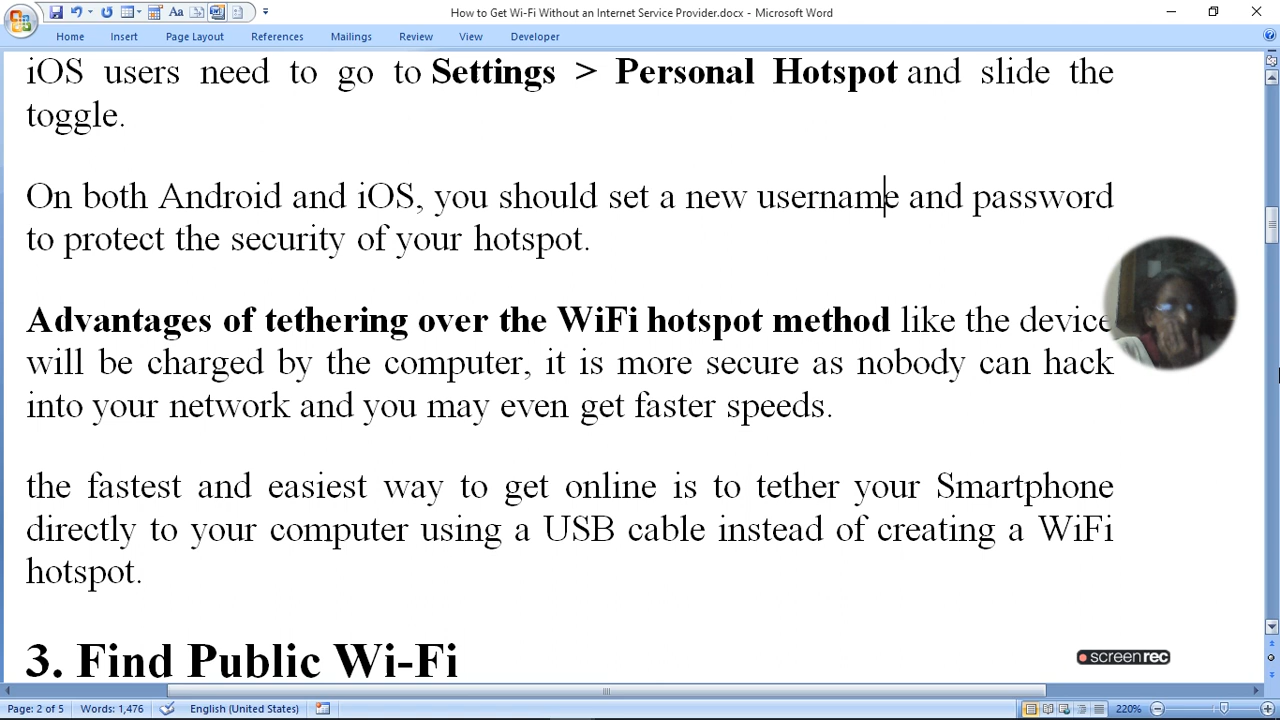 How to Get Wi-Fi Without an Internet Service Provider.docx - Microsoft Word
Home Insert Page Layout References Mailings Review View Developer
iOS users need to go to Settings > Personal Hotspot and slide the
toggle.
On both Android and iOS, you should set a new username and password
to protect the security of your hotspot.
Advantages of tethering over the WiFi hotspot method like the device
will be charged by the computer, it is more secure as nobody can hack
into your network and you may even get faster speeds.
the fastest and easiest way to get online is to tether your Smartphone
directly to your computer using a USB cable instead of creating a WiFi
hotspot.
3. Find Public Wi-Fi
screenrec
Page: 2 of 5 Words: 1,476 English (United States) 220%